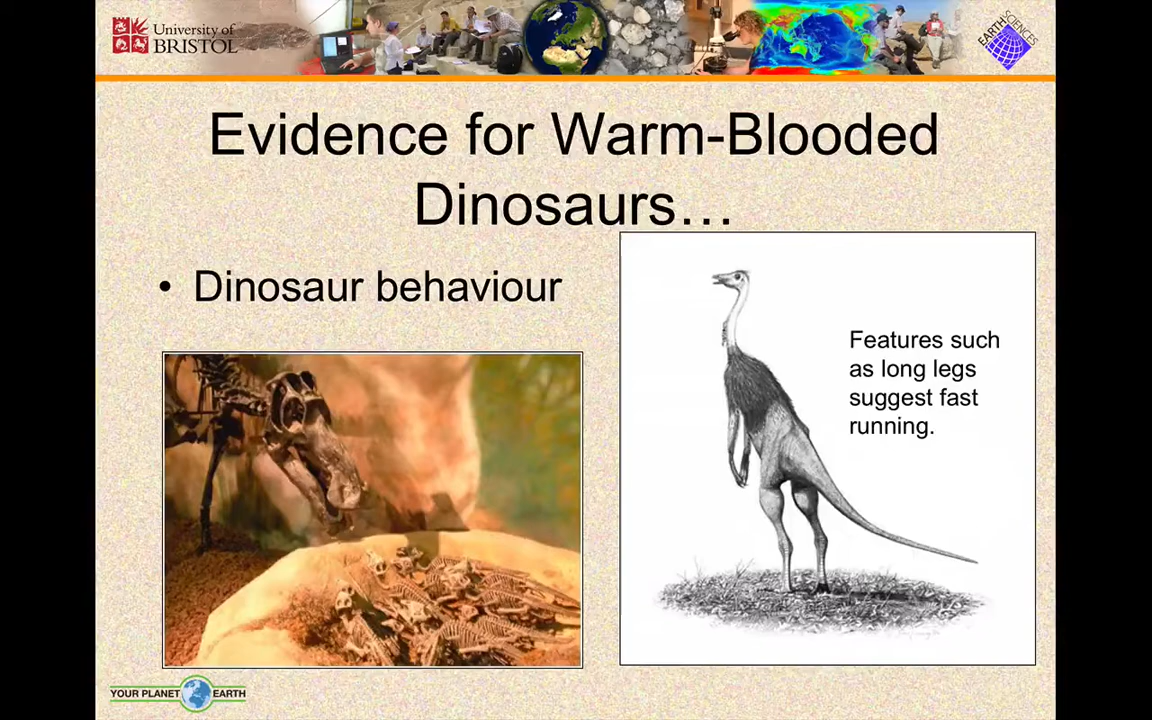 University of
BRISTOL
EARTH SCIENCES
Evidence for Warm-Blooded
Dinosaurs…
• Dinosaur behaviour
Features such
as long legs
suggest fast
running.
YOUR PLANET EARTH